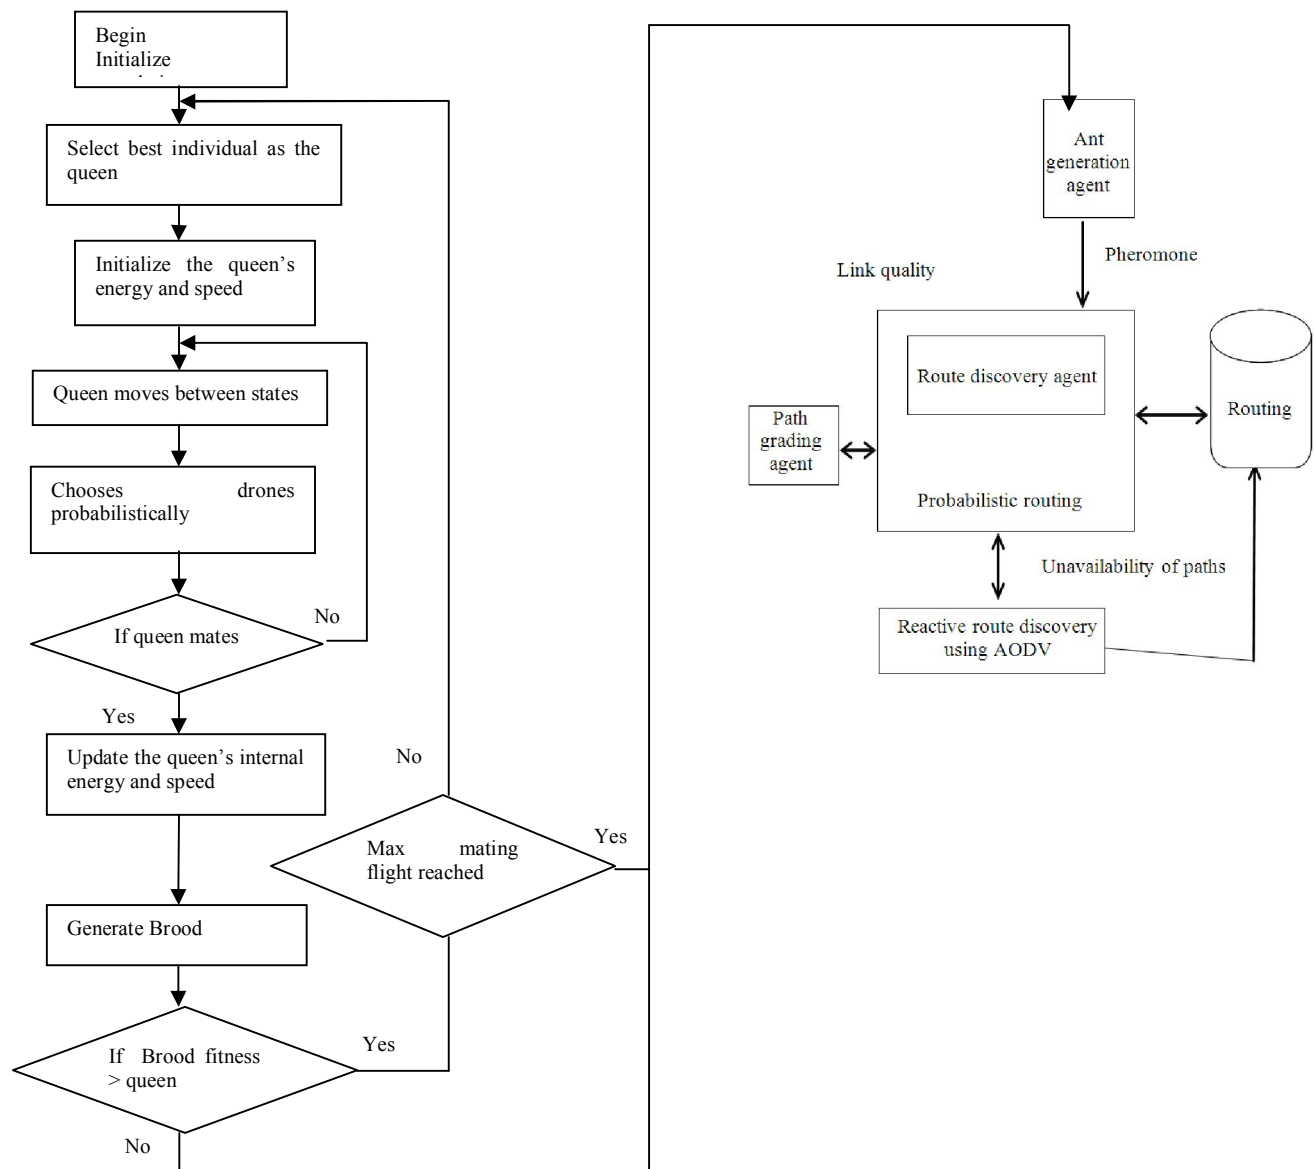 Begin
Initialize
Select best individual as the
queen
Initialize the queen's
energy and speed
Queen moves between states
Chooses drones
probabilistically
If queen mates
No
Yes
Update the queen's internal
energy and speed
Generate Brood
If Brood fitness
> queen
Yes
No
No
Max mating
flight reached
Yes
Ant
generation
agent
Pheromone
Link quality
Route discovery agent
Path
grading
agent
Routing
Probabilistic routing
Unavailability of paths
Reactive route discovery
using AODV